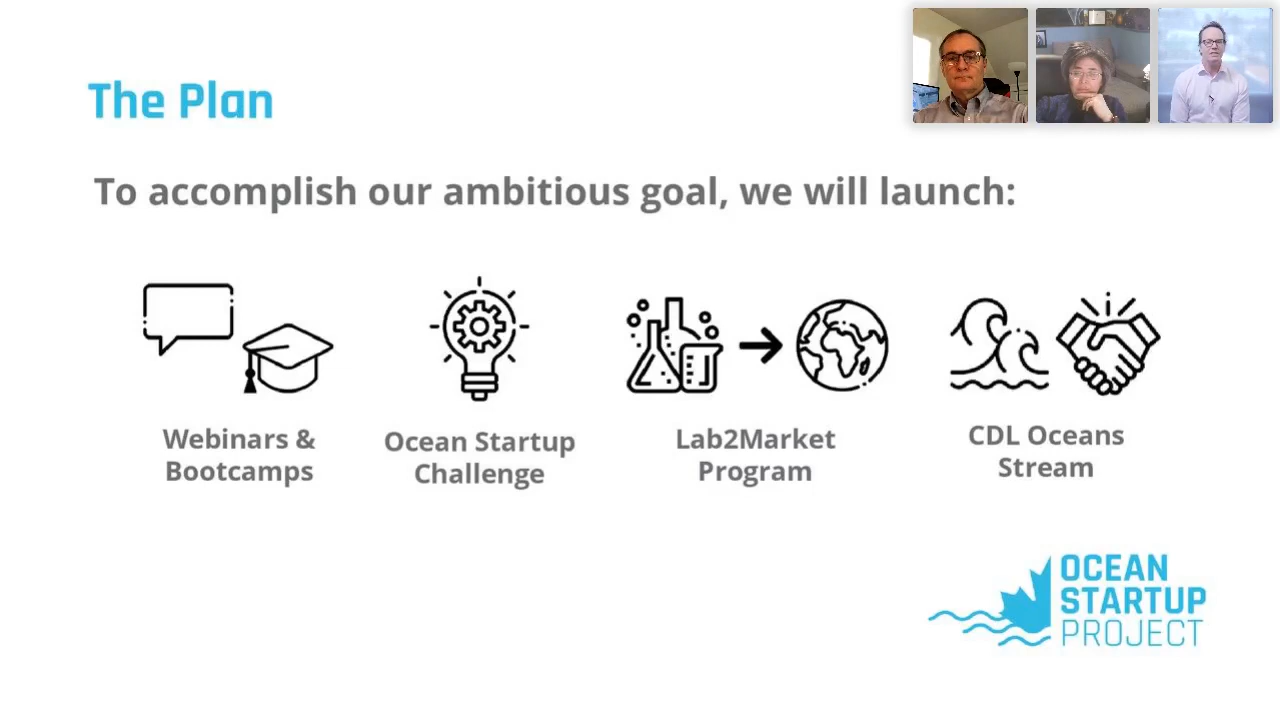 The Plan
To accomplish our ambitious goal, we will launch:
Webinars &
Bootcamps
Ocean Startup
Challenge
Lab2Market
Program
CDL Oceans
Stream
OCEAN
STARTUP
PROJECT